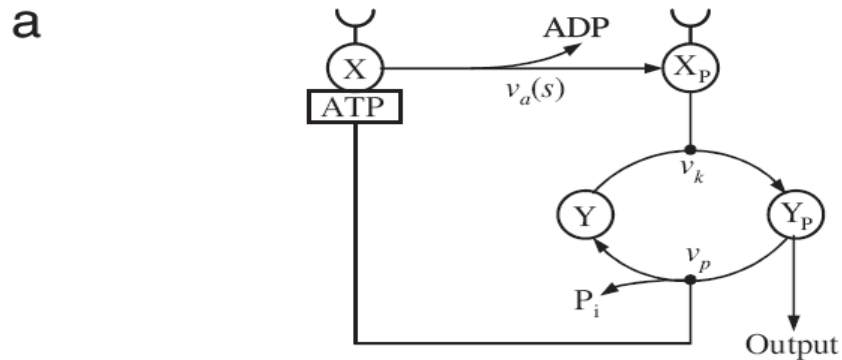 a
ADP
X
X_P
ATP
v_a(s)
v_k
Y
Y_P
v_p
P_i
Output